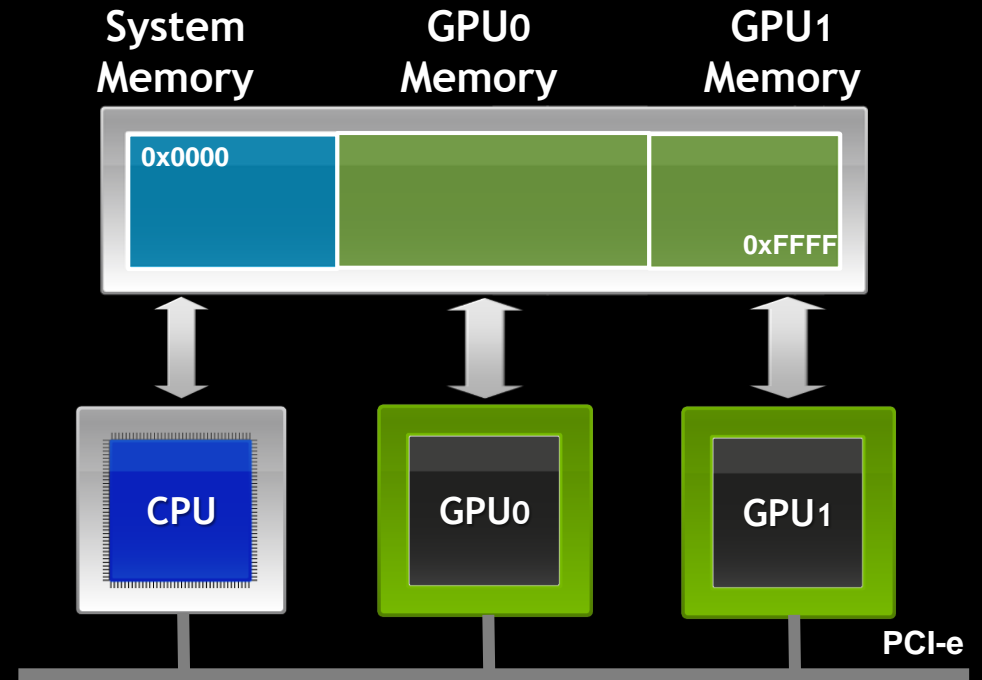 System
Memory
GPU0
Memory
GPU1
Memory
0x0000
0xFFFF
CPU
GPU0
GPU1
PCI-e